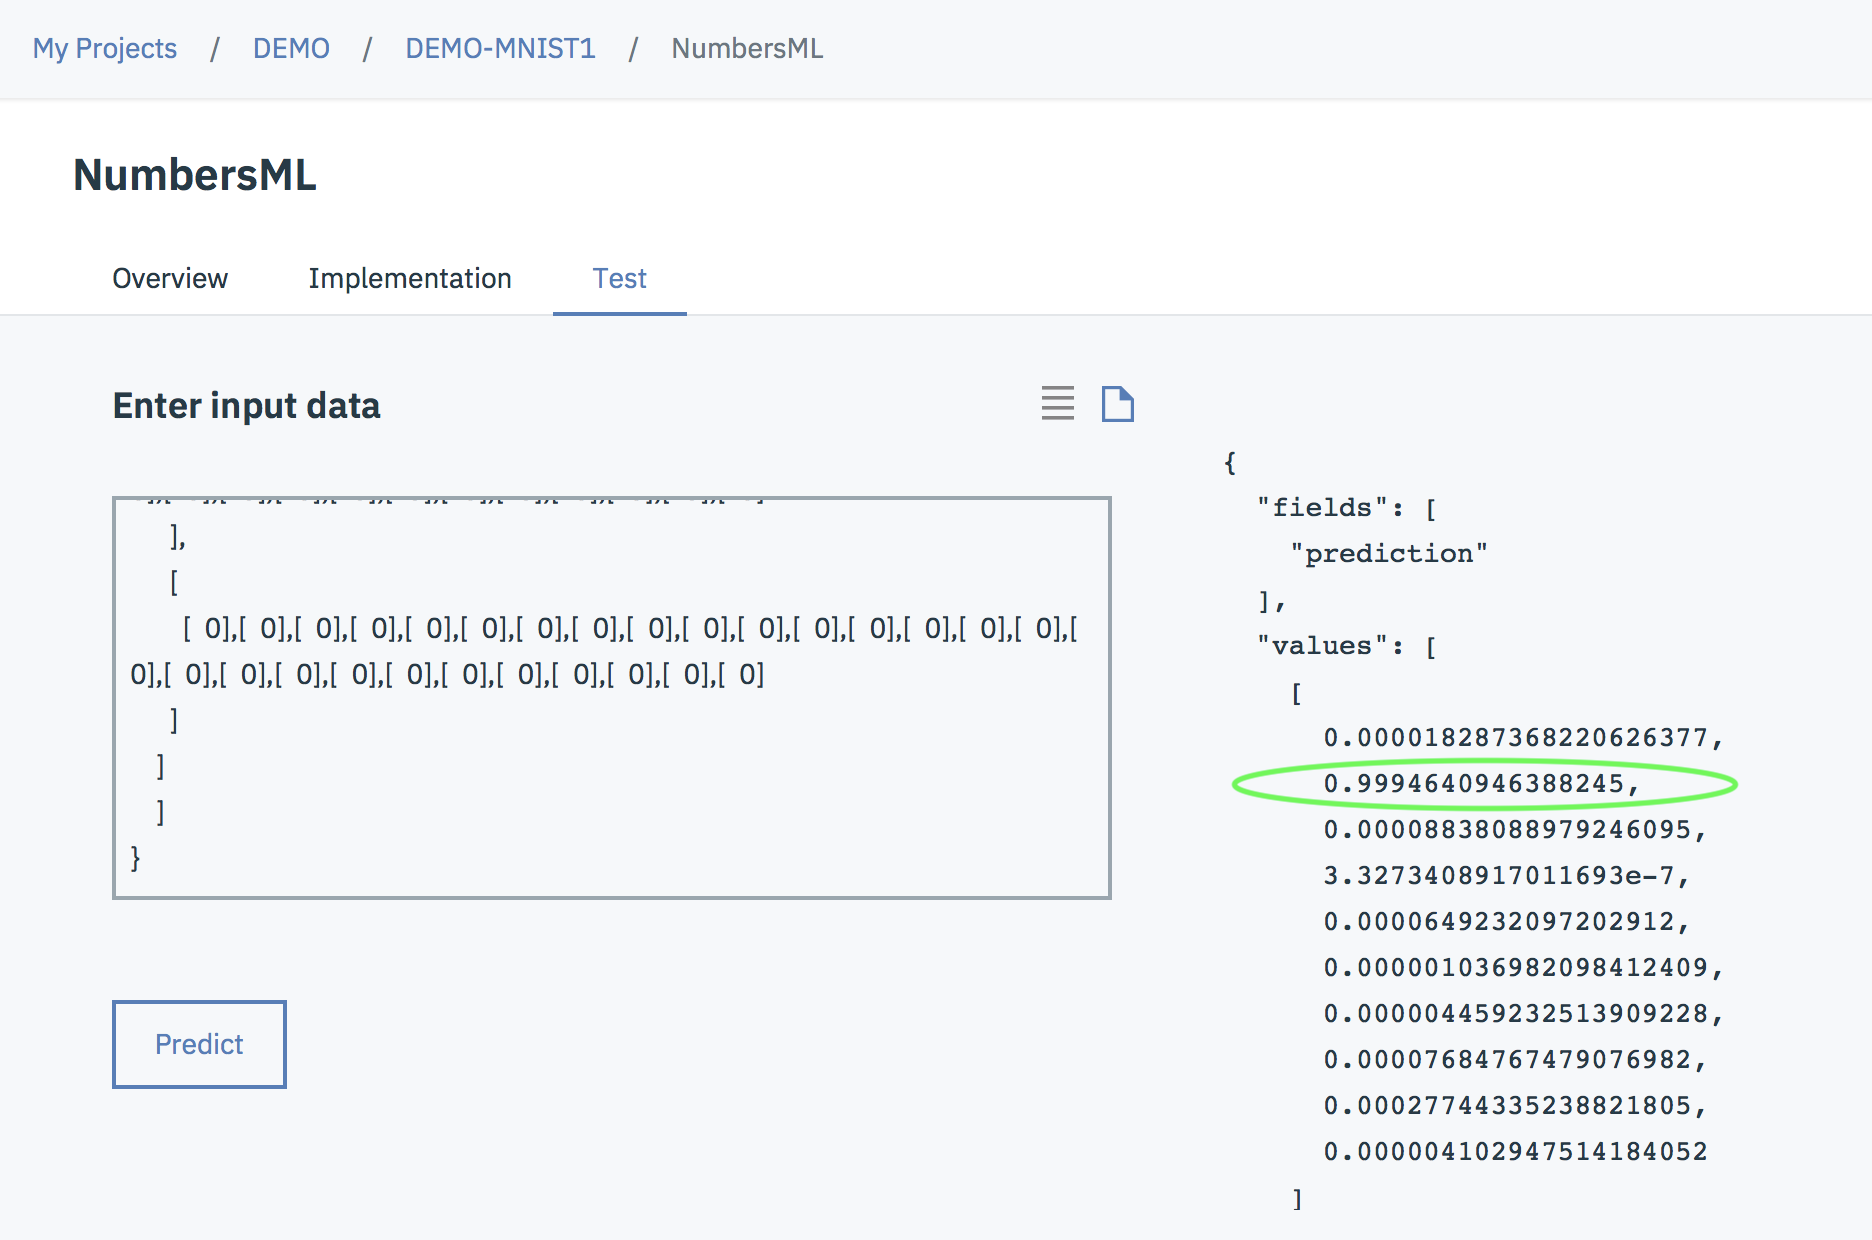 My Projects / DEMO / DEMO-MNIST1 / NumbersML
NumbersML
Overview Implementation Test
Enter input data
],
[
[ 0],[ 0],[ 0],[ 0],[ 0],[ 0],[ 0],[ 0],[ 0],[ 0],[ 0],[ 0],[ 0],[ 0],[ 0],[ 0],[
0],[ 0],[ 0],[ 0],[ 0],[ 0],[ 0],[ 0],[ 0],[ 0],[ 0],[ 0]
]
]
]
}
Predict
{
"fields": [
"prediction"
],
"values": [
[
0.000018287368220626377,
0.9994640946388245,
0.00008838088979246095,
3.3273408917011693e-7,
0.0000649232097202912,
0.000001036982098412409,
0.000004459232513909228,
0.00007684767479076982,
0.00027744335238821805,
0.000004102947514184052
]